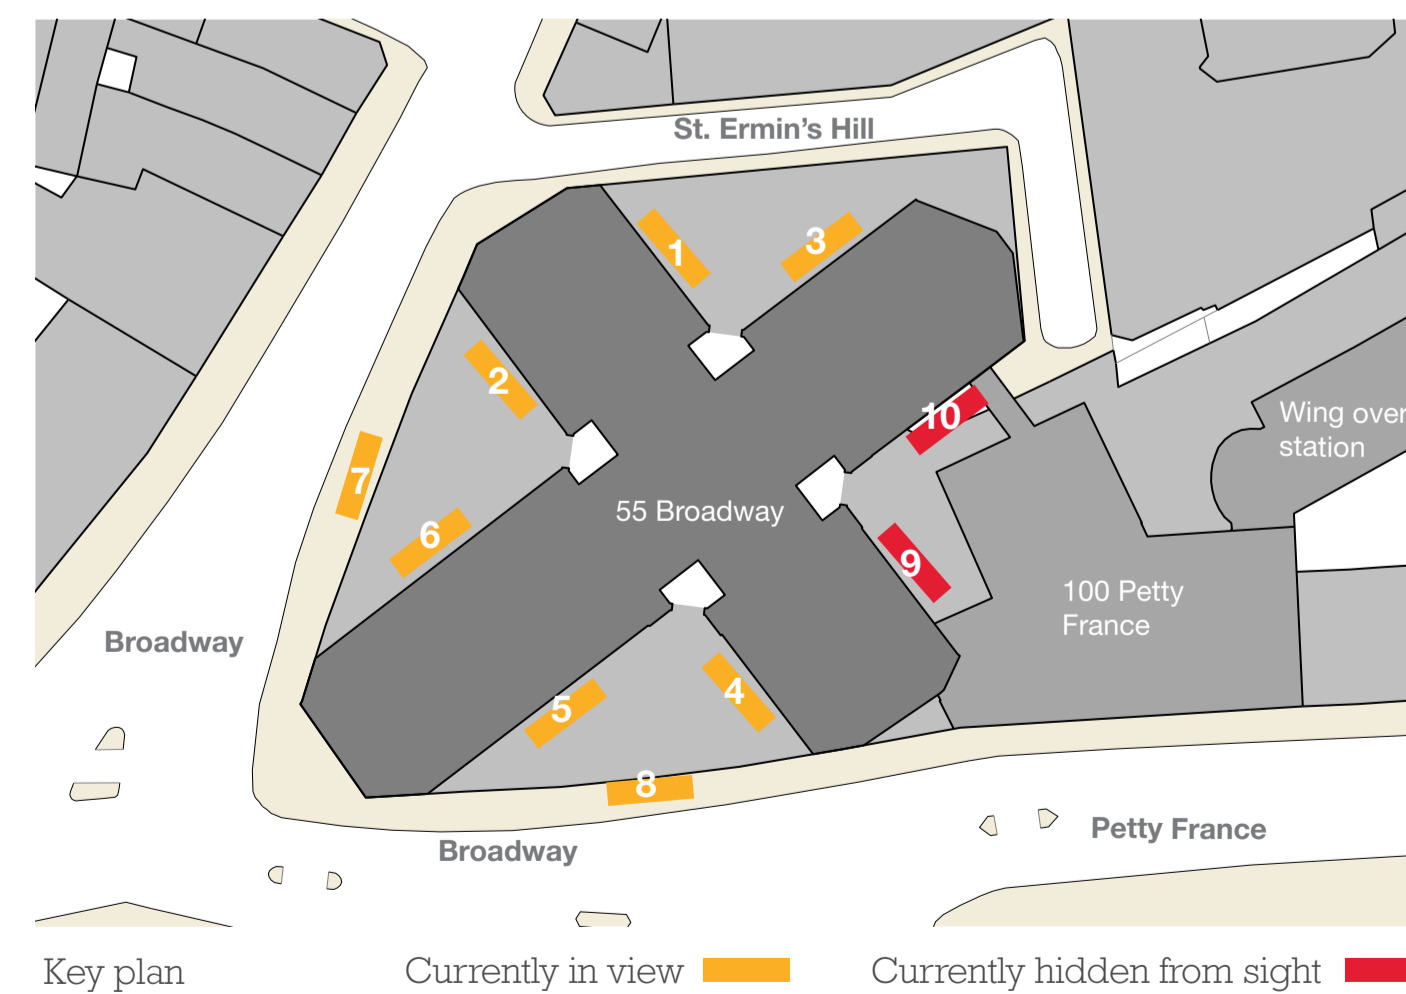 St. Ermin’s Hill
1
3
2
10
Wing over
station
7
6
55 Broadway
9
100 Petty
France
Broadway
4
5
8
Petty France
Broadway
Key plan
Currently in view
Currently hidden from sight